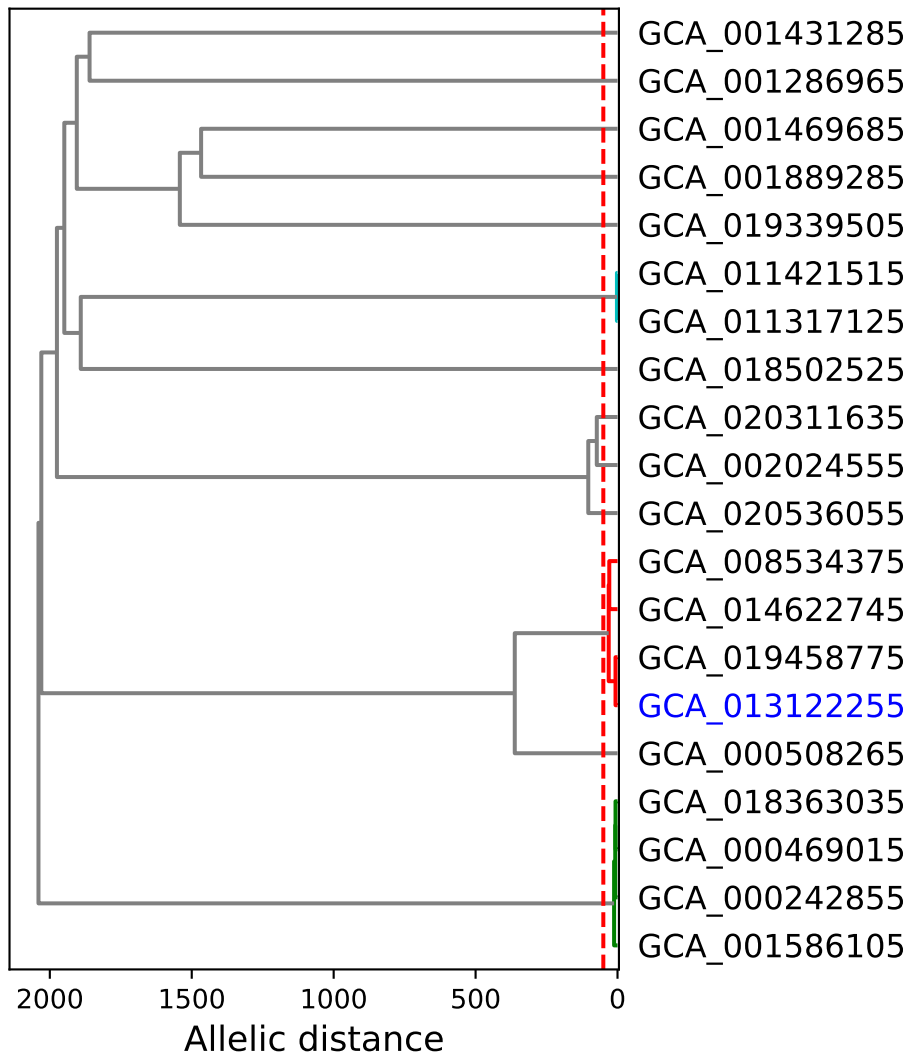 GCA_001431285
GCA_001286965
GCA_001469685
GCA_001889285
GCA_019339505
GCA_011421515
GCA_011317125
GCA_018502525
GCA_020311635
GCA_002024555
GCA_020536055
GCA_008534375
GCA_014622745
GCA_019458775
GCA_013122255
GCA_000508265
GCA_018363035
GCA_000469015
GCA_000242855
GCA_001586105
2000 1500 1000 500 0
Allelic distance